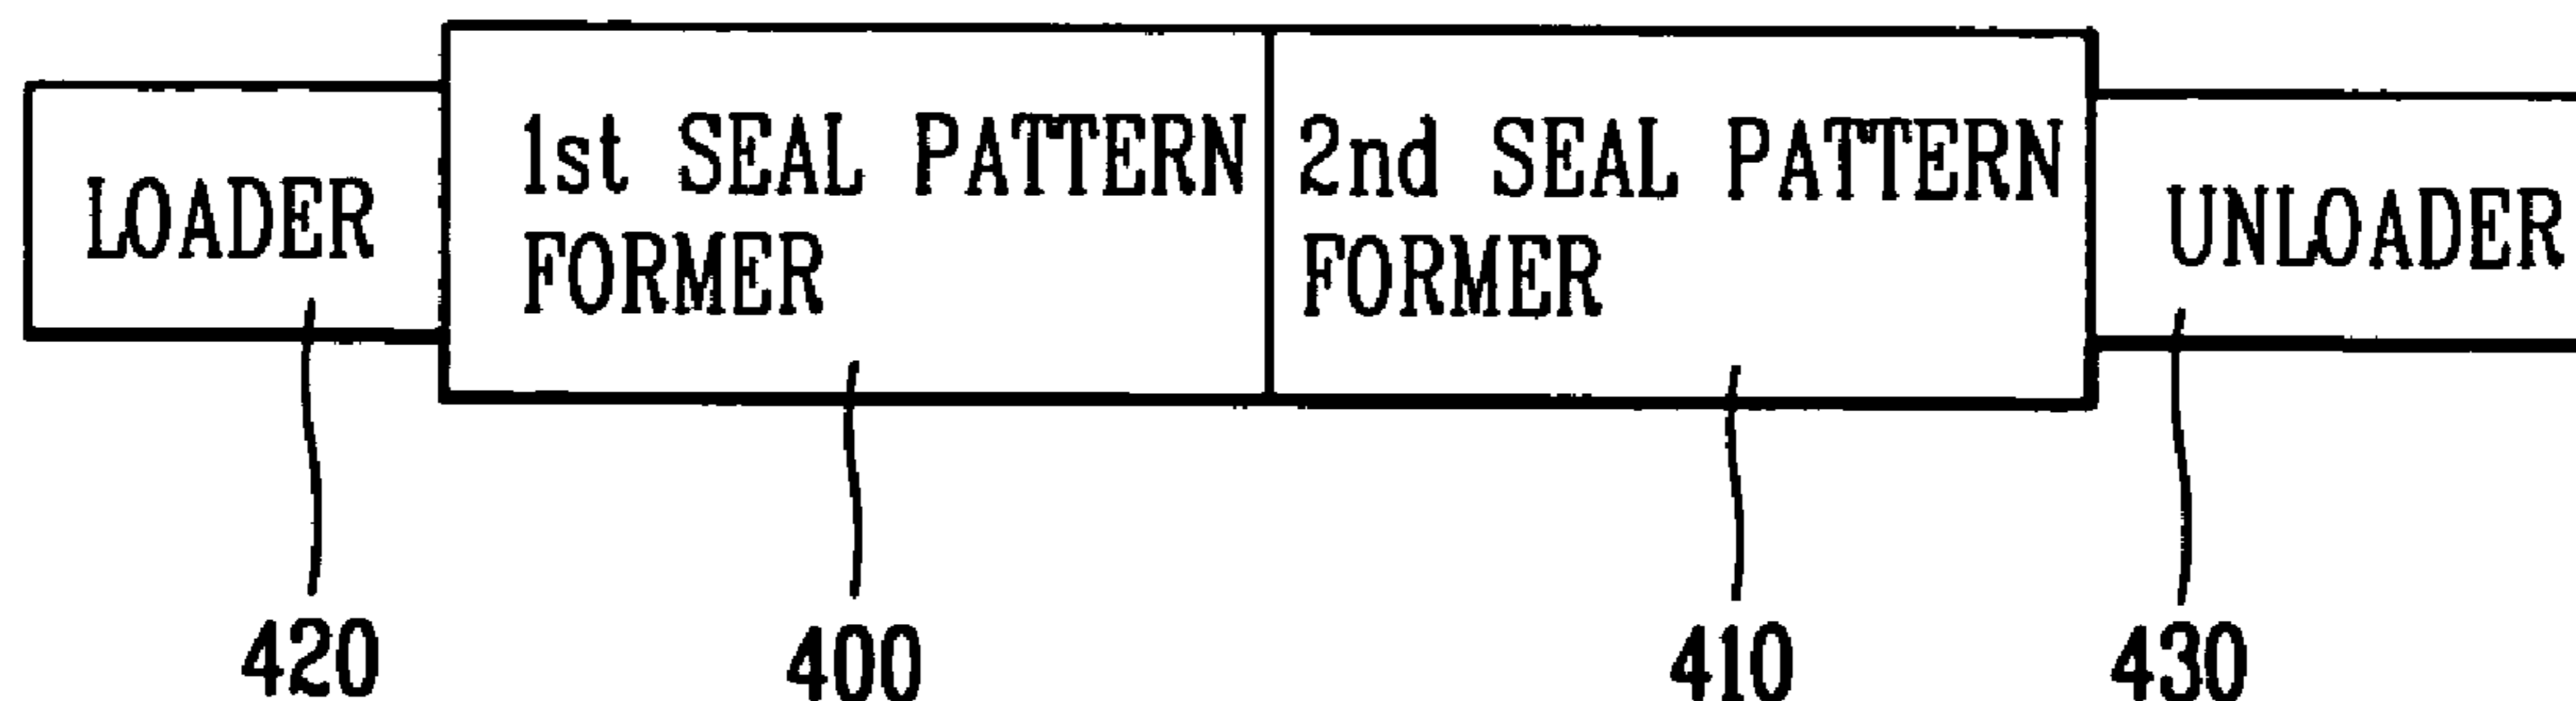 LOADER
1st SEAL PATTERN
FORMER
2nd SEAL PATTERN
FORMER
UNLOADER
420
400
410
430